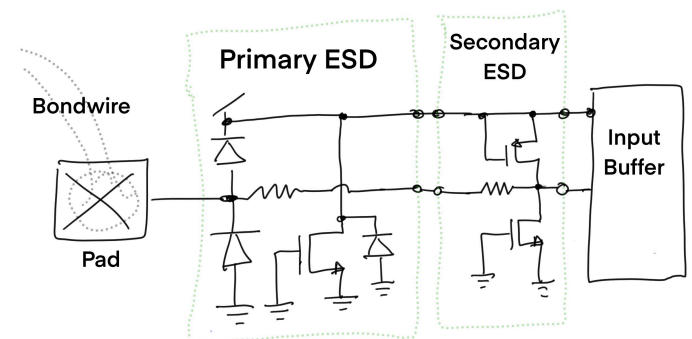 Primary ESD
Secondary
ESD
Bondwire
Input
Buffer
Pad